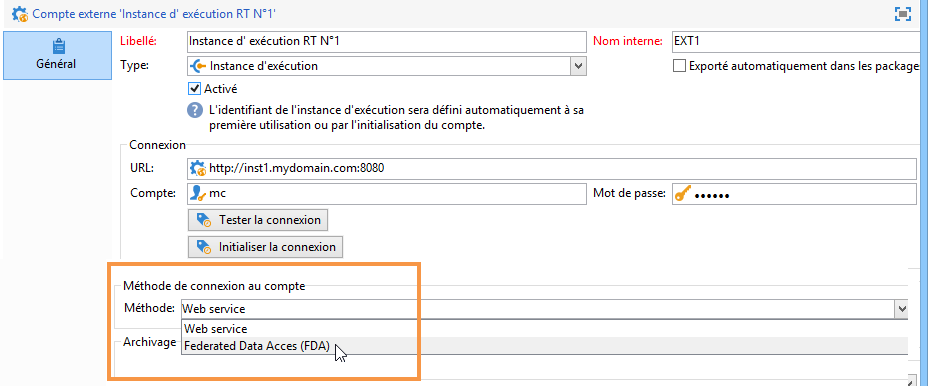 Compte externe 'Instance d' exécution RT N°1'
Général
Libellé: Instance d' exécution RT N°1 Nom interne: EXT1
Type: Instance d'exécution Exporté automatiquement dans les package
Activé
L'identifiant de l'instance d'exécution sera défini automatiquement à sa
première utilisation ou par l'initialisation du compte.
Connexion
URL: http://inst1.mydomain.com:8080
Compte: mc Mot de passe: ••••••
Tester la connexion
Initialiser la connexion
Méthode de connexion au compte
Méthode: Web service
Web service
Federated Data Acces (FDA)
Archivage